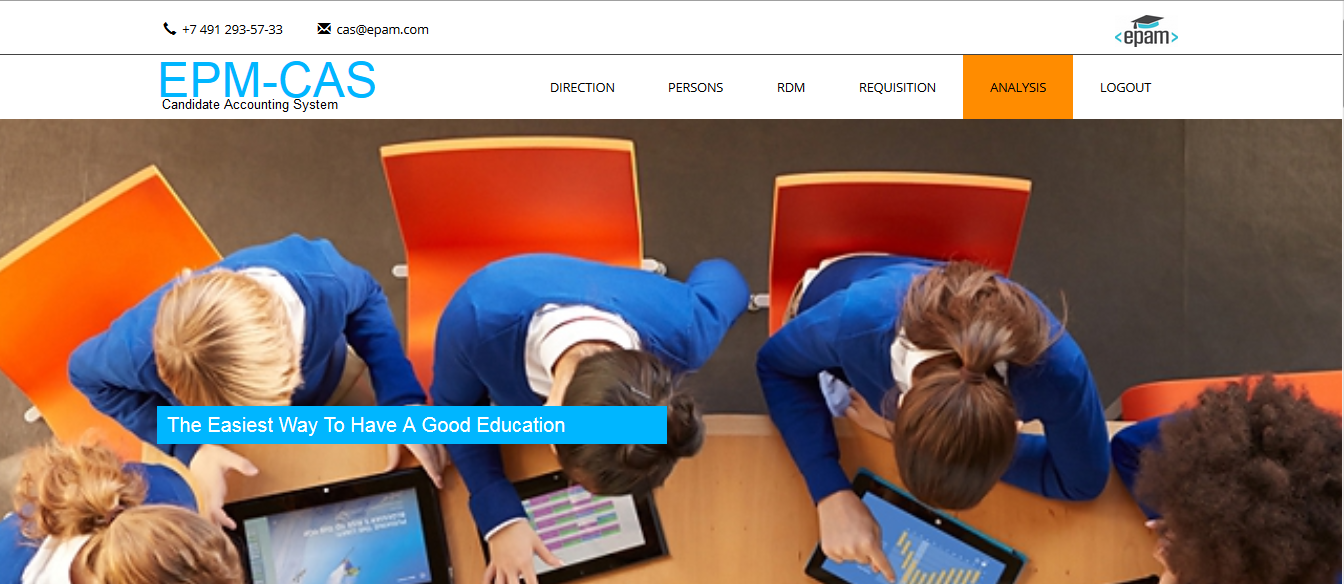 +7 491 293-57-33 cas@epam.com
<epam>
EPM-CAS
Candidate Accounting System
DIRECTION PERSONS RDM REQUISITION ANALYSIS LOGOUT
The Easiest Way To Have A Good Education